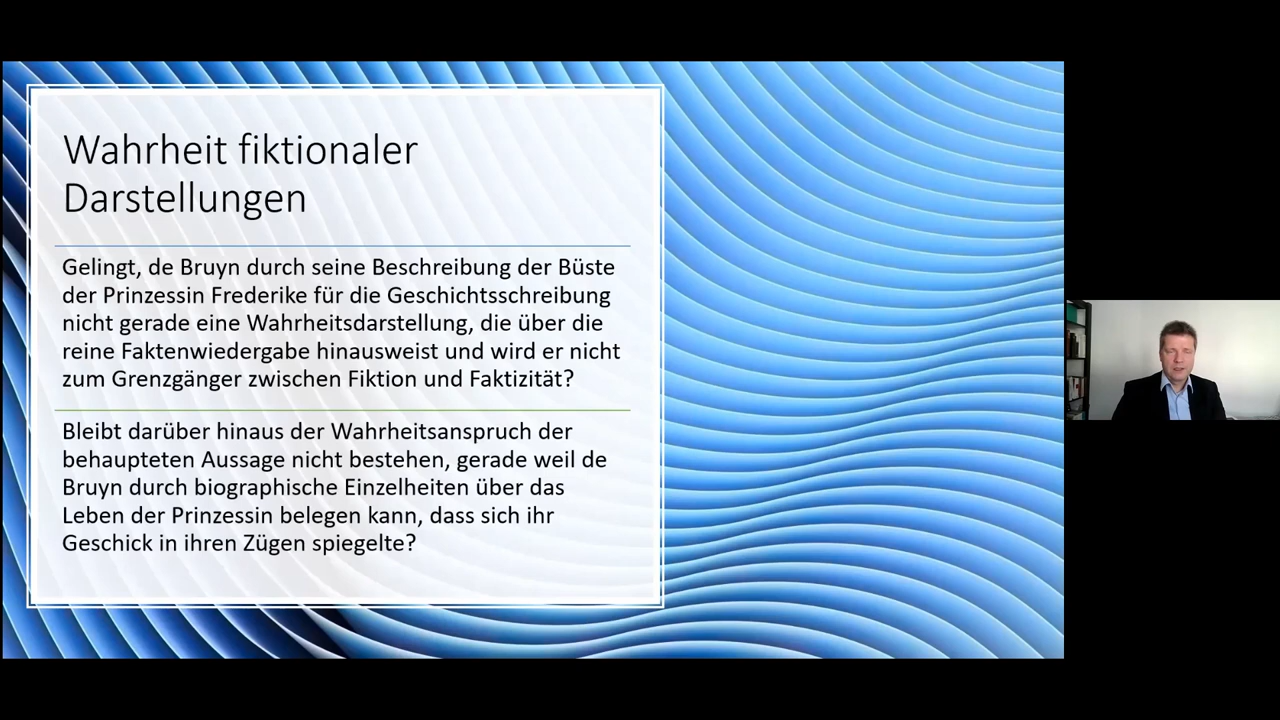 Wahrheit fiktionaler
Darstellungen
Gelingt, de Bruyn durch seine Beschreibung der Büste
der Prinzessin Frederike für die Geschichtsschreibung
nicht gerade eine Wahrheitsdarstellung, die über die
reine Faktenwiedergabe hinausweist und wird er nicht
zum Grenzgänger zwischen Fiktion und Faktizität?
Bleibt darüber hinaus der Wahrheitsanspruch der
behaupteten Aussage nicht bestehen, gerade weil de
Bruyn durch biographische Einzelheiten über das
Leben der Prinzessin belegen kann, dass sich ihr
Geschick in ihren Zügen spiegelte?